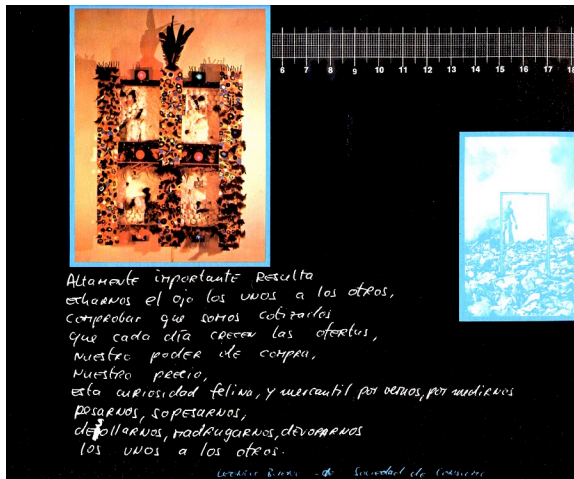 6 7 8 9 10 11 12 13 14 15 16 17 18
Altamente importante resulta
echarnos el ojo los unos a los otros,
comprobar que somos cotizados
que cada día crecen las ofertas,
nuestro poder de compra,
nuestro precio,
esta curiosidad felina, y mercantil por vernos, por medirnos
pesarnos, sopesarnos,
desollarnos, madrugarnos, devorarnos
los unos a los otros.
Sociedad de